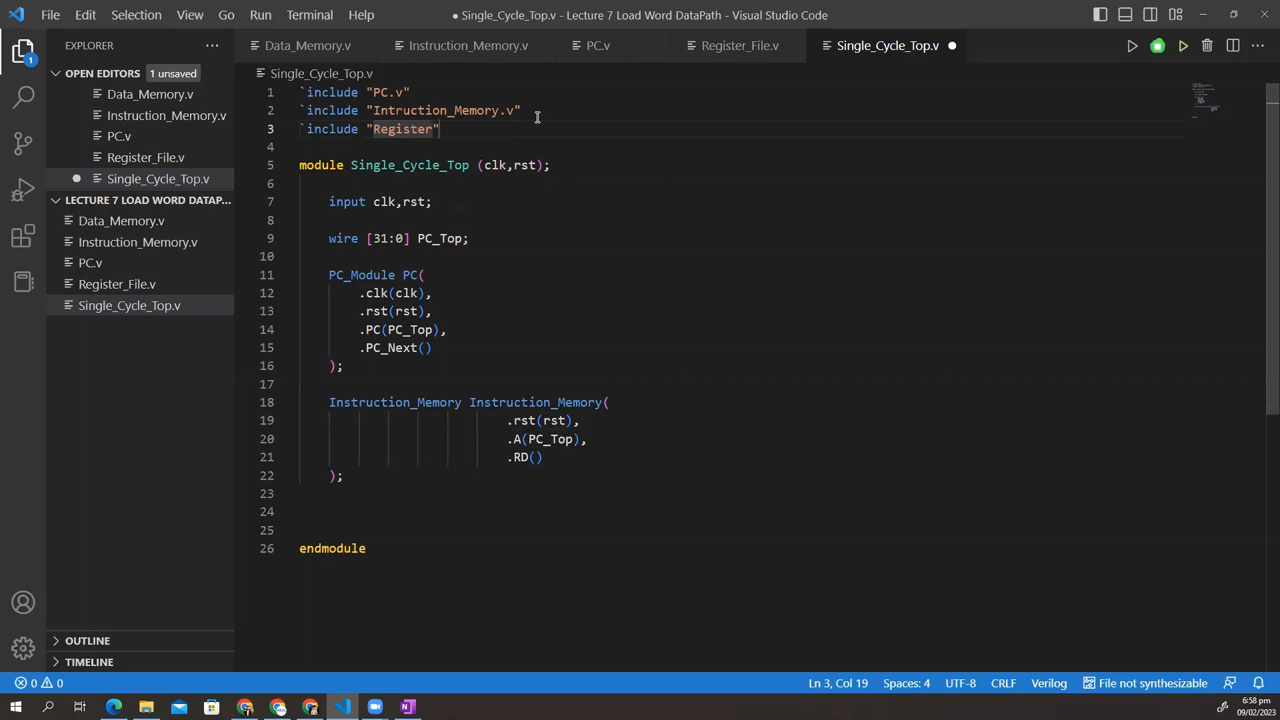 File Edit Selection View Go Run Terminal Help
● Single_Cycle_Top.v - Lecture 7 Load Word DataPath - Visual Studio Code
EXPLORER
OPEN EDITORS 1 unsaved
Data_Memory.v
Instruction_Memory.v
PC.v
Register_File.v
Single_Cycle_Top.v
LECTURE 7 LOAD WORD DATAP...
Data_Memory.v
Instruction_Memory.v
PC.v
Register_File.v
Single_Cycle_Top.v
OUTLINE
TIMELINE
1
Data_Memory.v Instruction_Memory.v PC.v Register_File.v Single_Cycle_Top.v
Single_Cycle_Top.v
1 `include "PC.v"
2 `include "Intruction_Memory.v"
3 `include "Register"
4
5 module Single_Cycle_Top (clk,rst);
6
7 input clk,rst;
8
9 wire [31:0] PC_Top;
10
11 PC_Module PC(
12 .clk(clk),
13 .rst(rst),
14 .PC(PC_Top),
15 .PC_Next()
16 );
17
18 Instruction_Memory Instruction_Memory(
19 .rst(rst),
20 .A(PC_Top),
21 .RD()
22 );
23
24
25
26 endmodule
0 0 Ln 3, Col 19 Spaces: 4 UTF-8 CRLF Verilog File not synthesizable
6:58 pm
09/02/2023